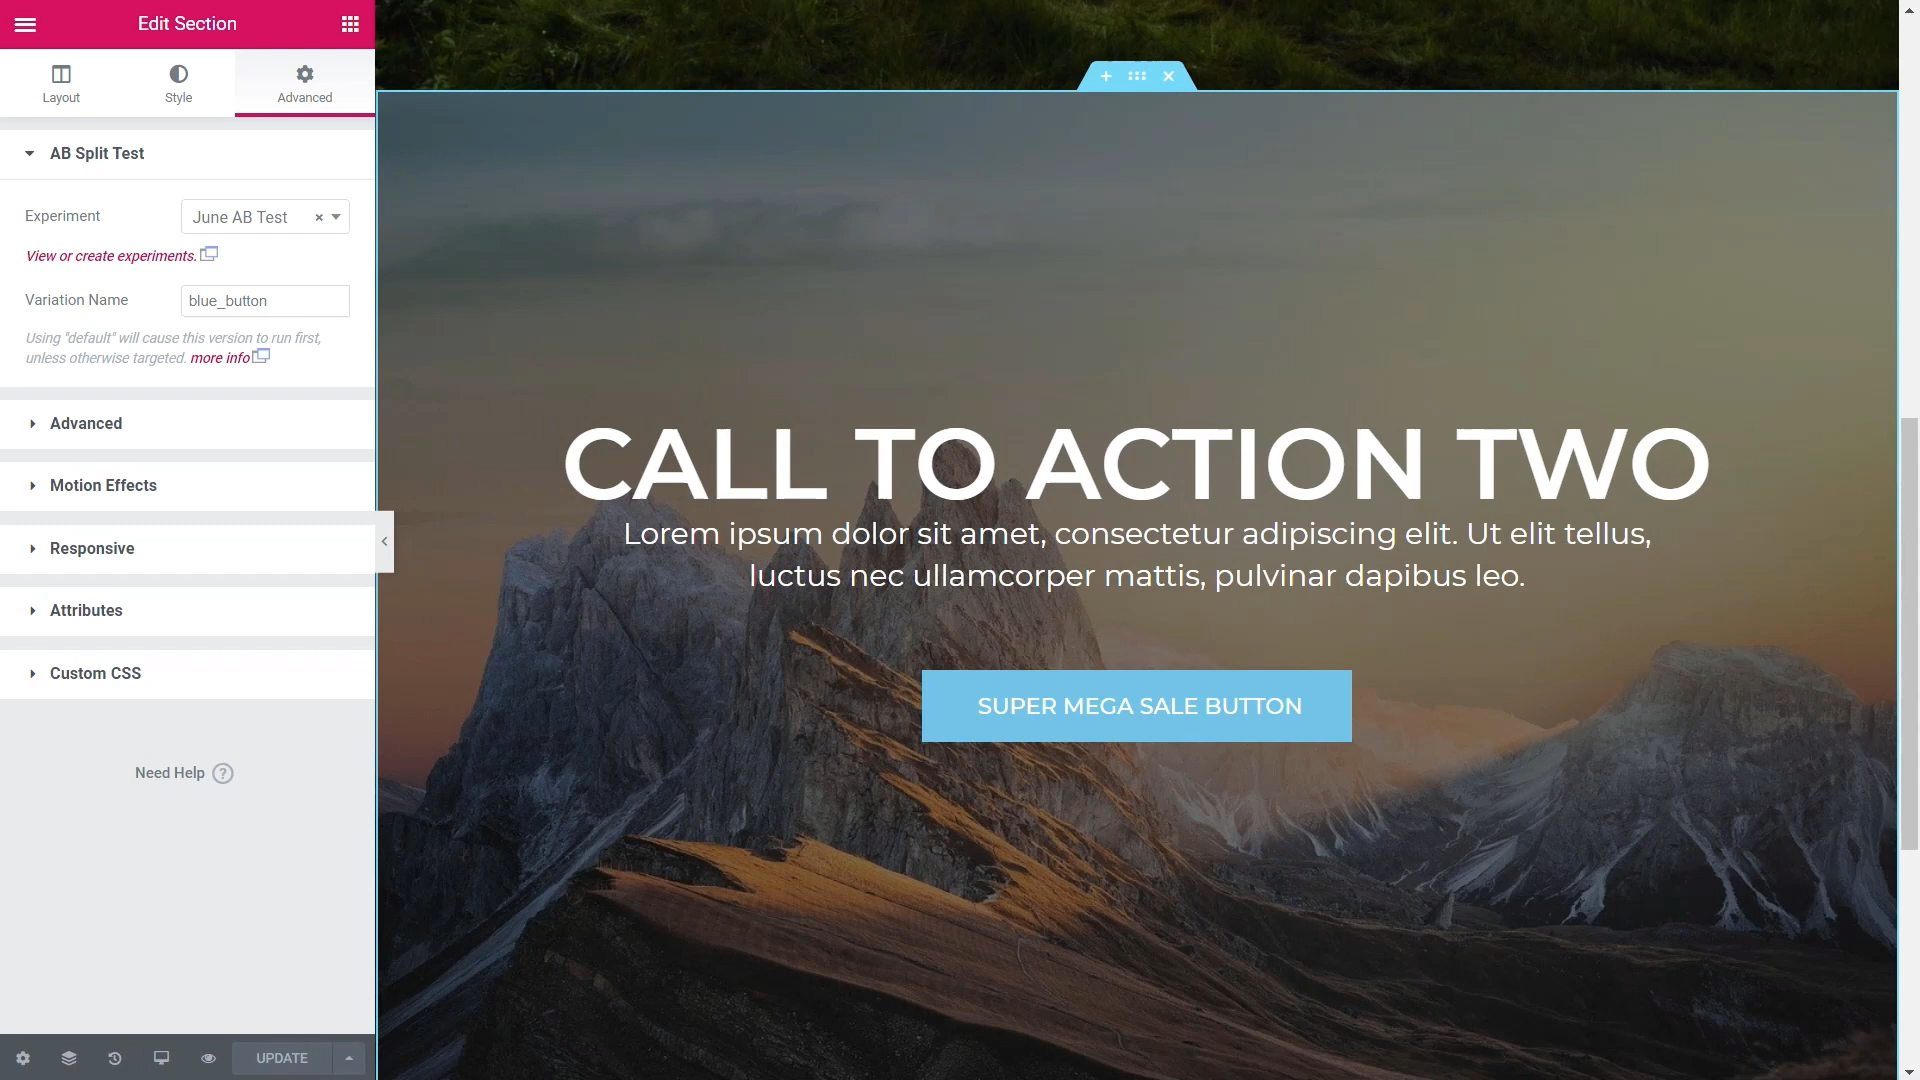 Edit Section
Layout
Style
Advanced
AB Split Test
Experiment
June AB Test
View or create experiments.
Variation Name
blue_button
Using "default" will cause this version to run first,
unless otherwise targeted. more info
Advanced
Motion Effects
Responsive
Attributes
Custom CSS
Need Help ?
UPDATE
CALL TO ACTION TWO
Lorem ipsum dolor sit amet, consectetur adipiscing elit. Ut elit tellus,
luctus nec ullamcorper mattis, pulvinar dapibus leo.
SUPER MEGA SALE BUTTON